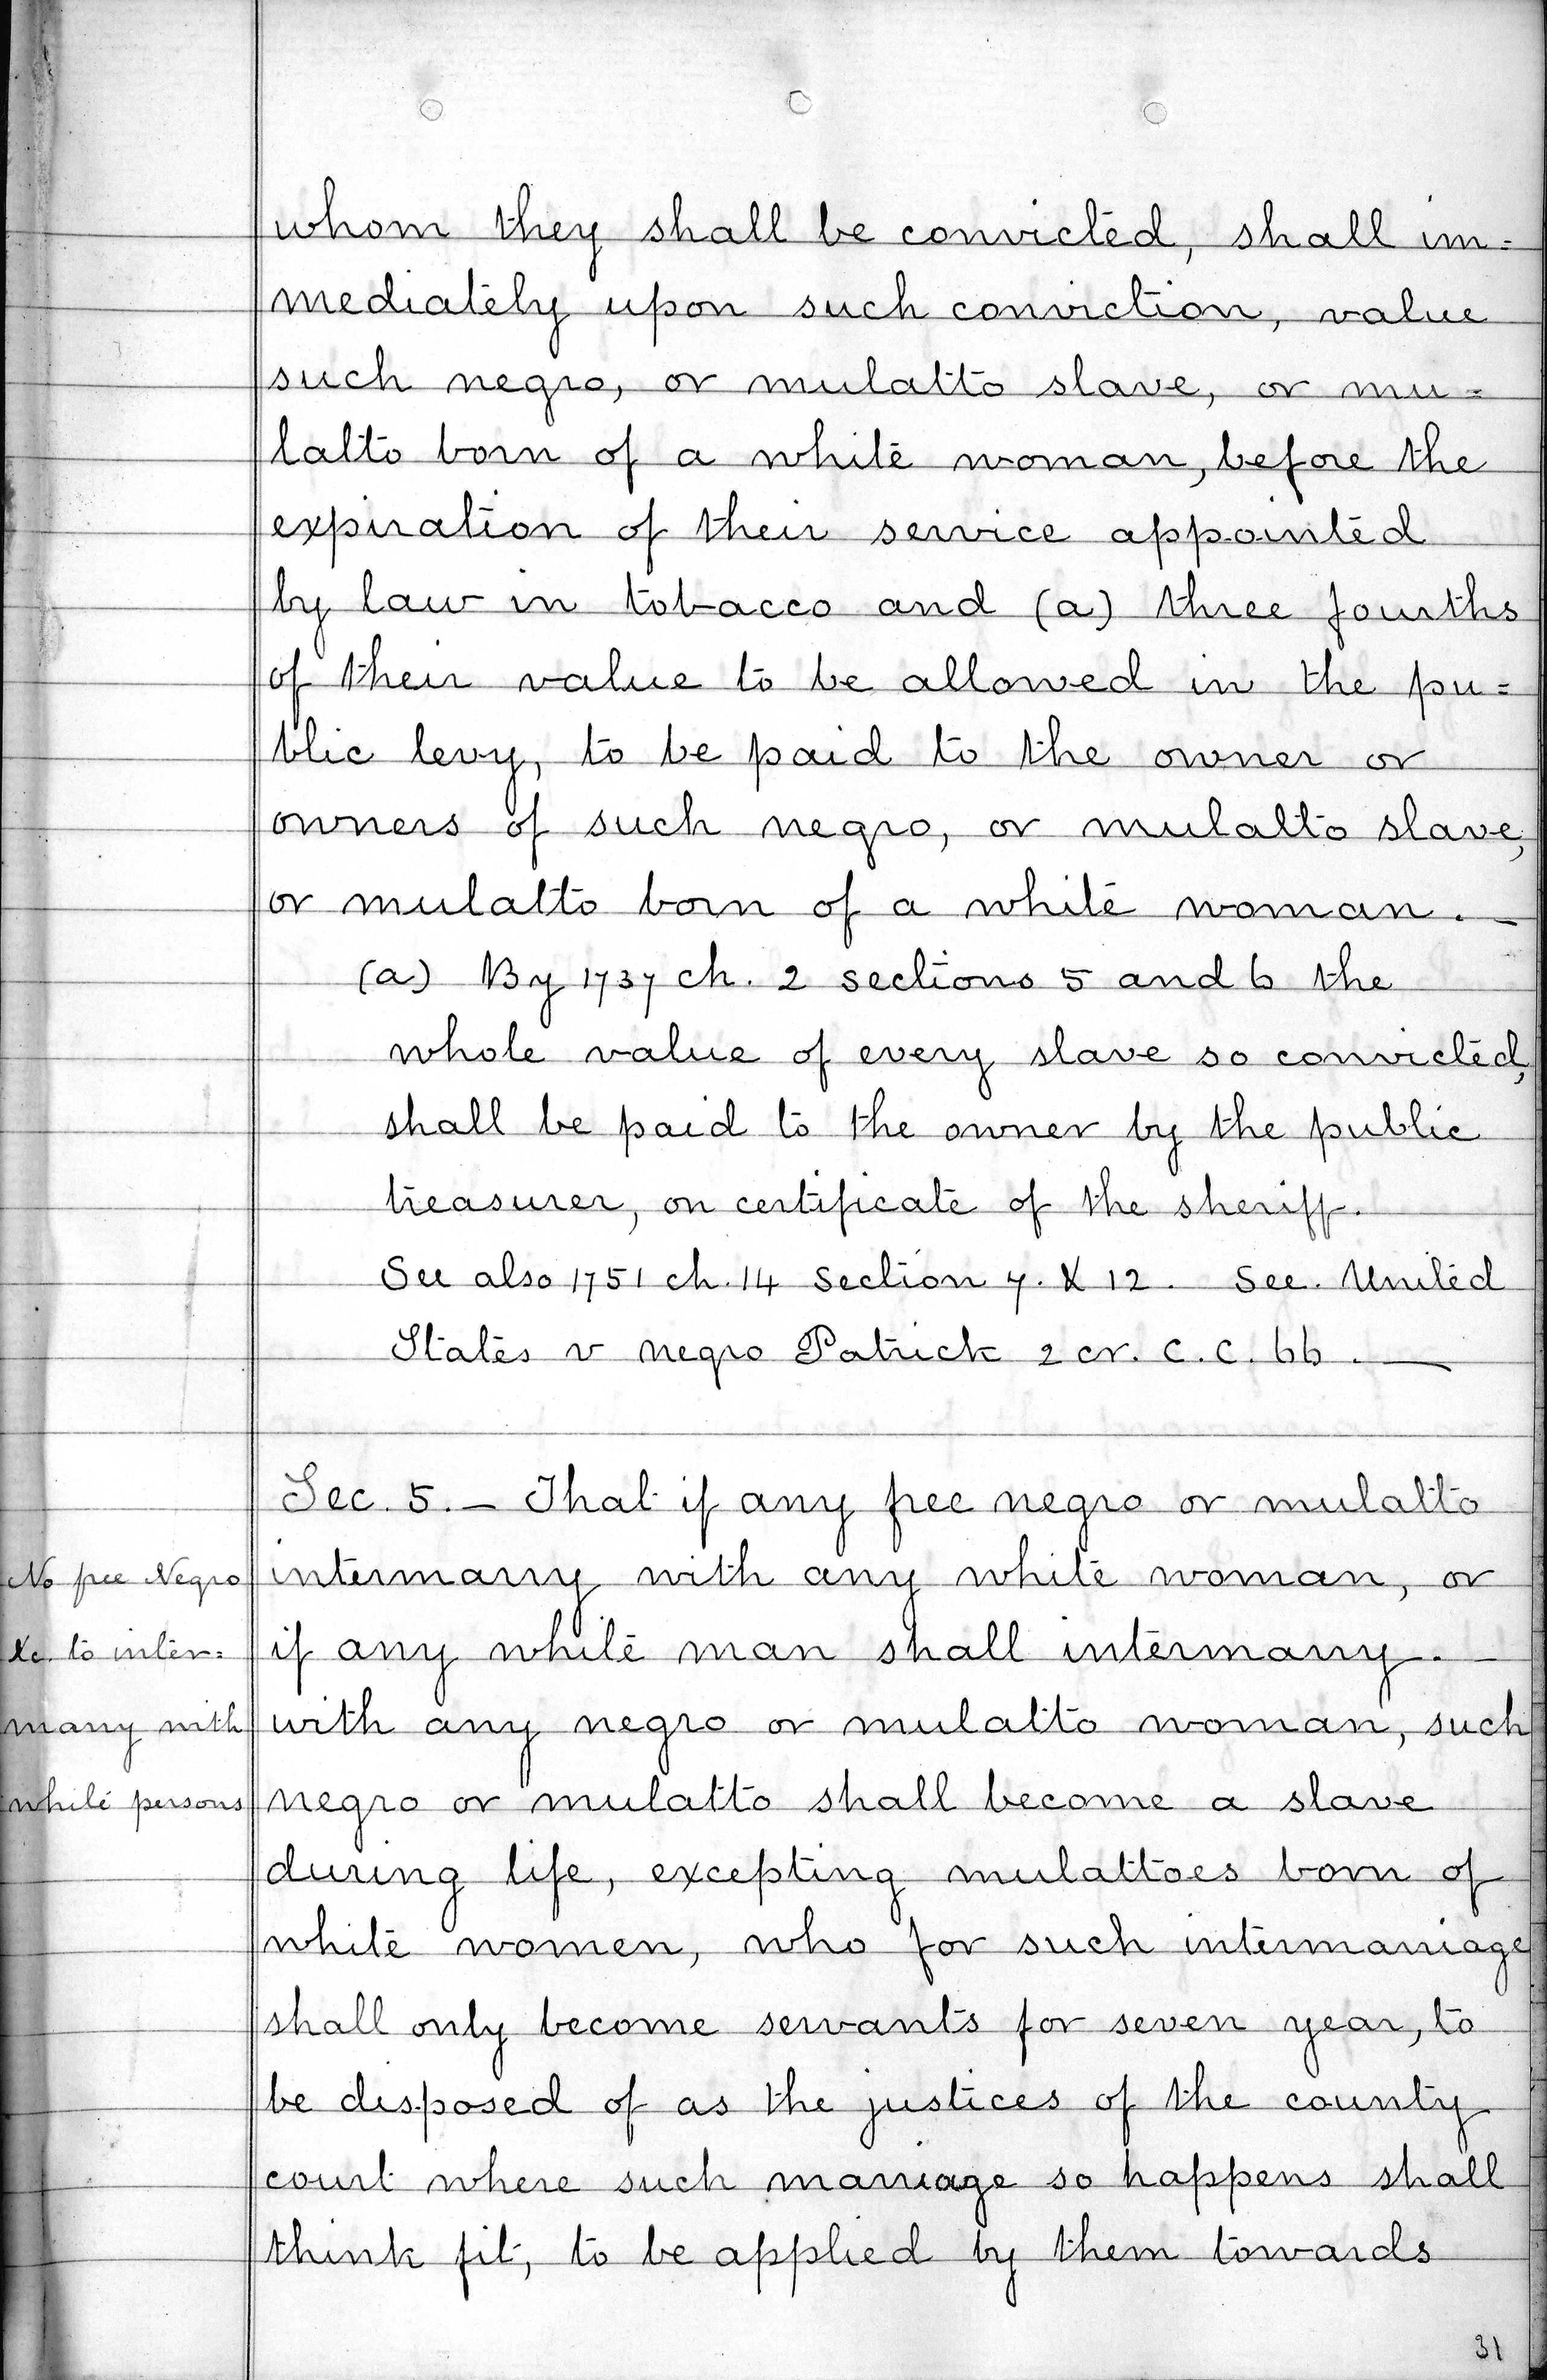 whom they shall be convicted, shall im=
mediately upon such conviction, value
such negro, or mulatto slave, or mu=
latto born of a white woman, before the
expiration of their service appointed
by law in tobacco and (a) three fourths
of their value to be allowed in the pu=
blic levy, to be paid to the owner or
owners of such negro, or mulatto slave,
or mulatto born of a white woman. –
(a) By 1737 ch. 2 sections 5 and 6 the
whole value of every slave so convicted,
shall be paid to the owner by the public
treasurer, on certificate of the sheriff.
See also 1751 ch. 14 section 7. & 12. See. United
States v negro Patrick 2 cr. c. c. 66. —
Sec. 5. – That if any free negro or mulatto
intermarry with any white woman, or
if any white man shall intermarry. –
with any negro or mulatto woman, such
negro or mulatto shall become a slave
during life, excepting mulattoes born of
white women, who for such intermarriage
shall only become servants for seven year, to
be disposed of as the justices of the county
court where such marriage so happens shall
think fit, to be applied by them towards
No free Negro
&c. to inter=
marry with
white persons
31